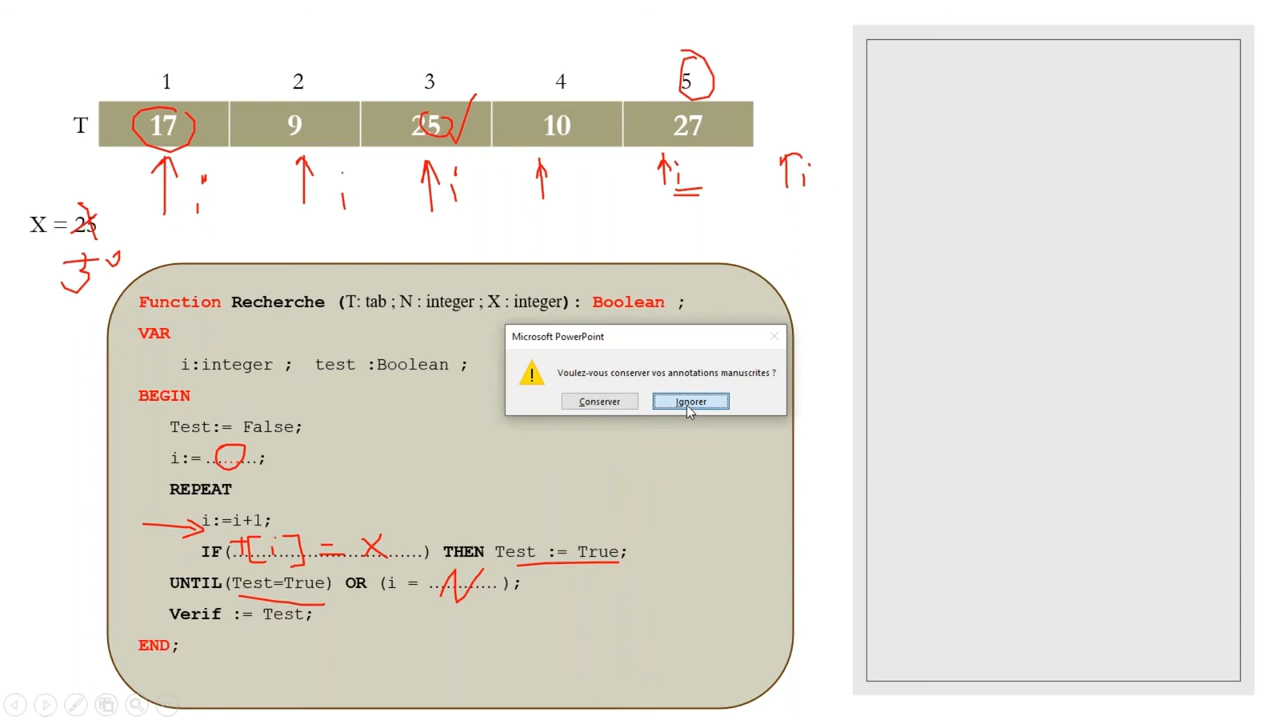 1 2 3 4 5
T 17 9 25 10 27
i i i i i
X = 25
30
Function Recherche (T: tab ; N : integer ; X : integer): Boolean ;
VAR
i:integer ; test :Boolean ;
Microsoft PowerPoint
Voulez-vous conserver vos annotations manuscrites ?
Conserver Ignorer
BEGIN
Test:= False;
i:= ...0...;
REPEAT
i:=i+1;
IF(T[i] = X) THEN Test := True;
UNTIL(Test=True) OR (i = ...N... );
Verif := Test;
END;